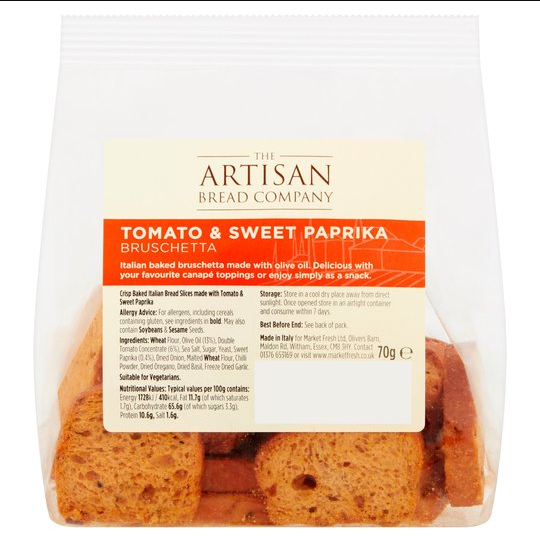 THE
ARTISAN
BREAD COMPANY
TOMATO & SWEET PAPRIKA
BRUSCHETTA
Italian baked bruschetta made with olive oil. Delicious with
your favourite canapé toppings or enjoy simply as a snack.
Crisp Baked Italian Bread Slices made with Tomato &
Sweet Paprika
Allergy Advice: For allergens, including cereals
containing gluten, see ingredients in bold. May also
contain Soybeans & Sesame Seeds.
Ingredients: Wheat Flour, Olive Oil (13%), Double
Tomato Concentrate (6%), Sea Salt, Sugar, Yeast, Sweet
Paprika (0.4%), Dried Onion, Malted Wheat Flour, Chilli
Powder, Dried Oregano, Dried Basil, Freeze Dried Garlic.
Suitable for Vegetarians.
Nutritional Values: Typical values per 100g contains:
Energy 1728kJ / 410kcal, Fat 11.7g (of which saturates
1.7g), Carbohydrate 65.6g (of which sugars 3.3g),
Protein 10.6g, Salt 1.6g.
Storage: Store in a cool dry place away from direct
sunlight. Once opened store in an airtight container
and consume within 7 days.
Best Before End: See back of pack.
Made in Italy for Market Fresh Ltd, Olivers Barn,
Maldon Rd, Witham, Essex, CM8 3HY. Contact
01376 653169 or visit www.marketfresh.co.uk
70g ℮